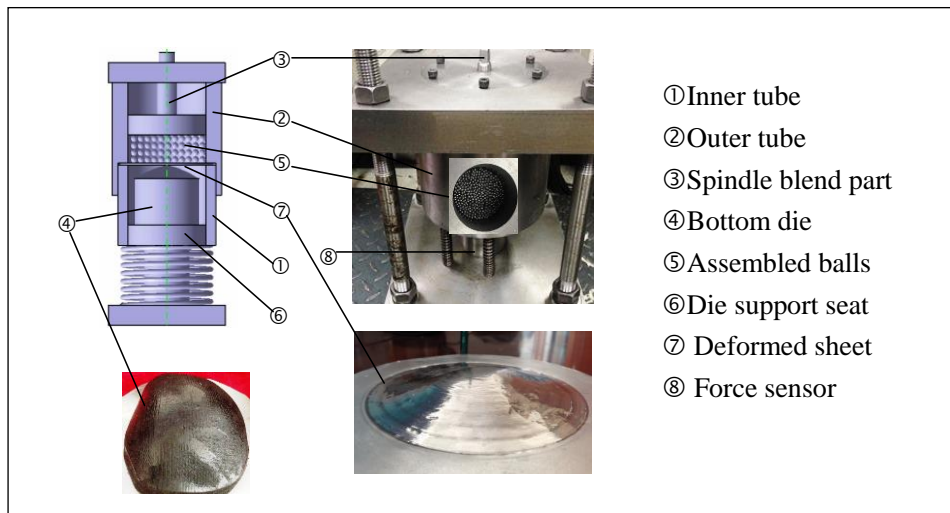 ③
②
⑤
④
⑦
⑧
①
⑥
①Inner tube
②Outer tube
③Spindle blend part
④Bottom die
⑤Assembled balls
⑥Die support seat
⑦ Deformed sheet
⑧ Force sensor